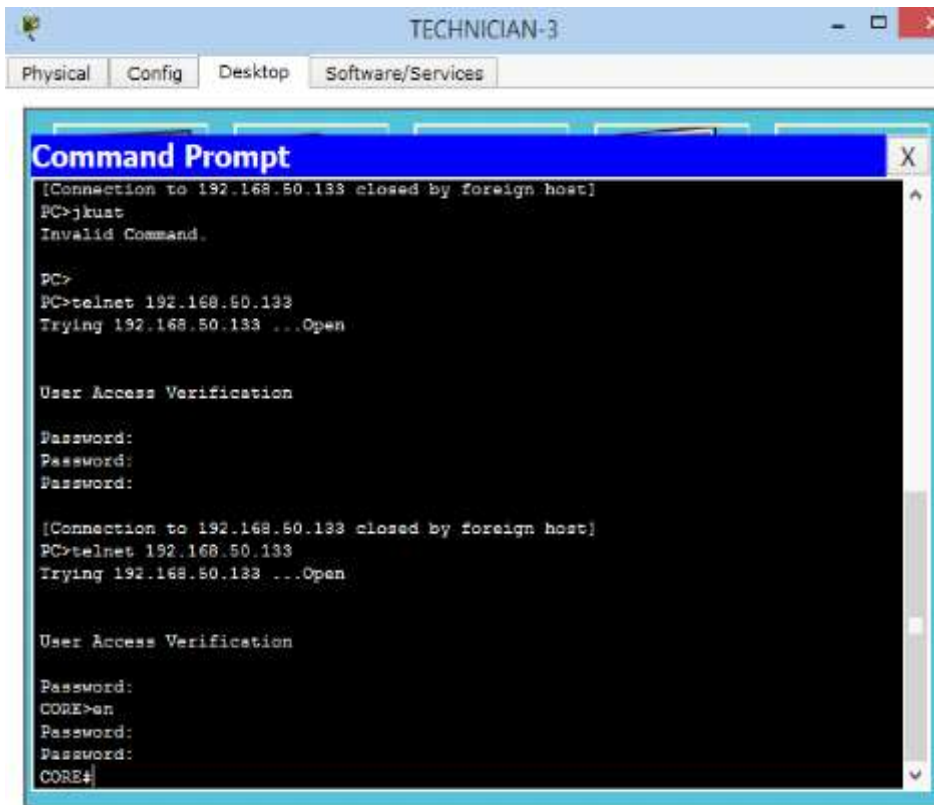 TECHNICIAN-3
Physical Config Desktop Software/Services
Command Prompt X
[Connection to 192.168.50.133 closed by foreign host]
PC>jkuat
Invalid Command.
PC>
PC>telnet 192.168.50.133
Trying 192.168.50.133 ...Open
User Access Verification
Password:
Password:
Password:
[Connection to 192.168.50.133 closed by foreign host]
PC>telnet 192.168.50.133
Trying 192.168.50.133 ...Open
User Access Verification
Password:
CORE>en
Password:
Password:
CORE#